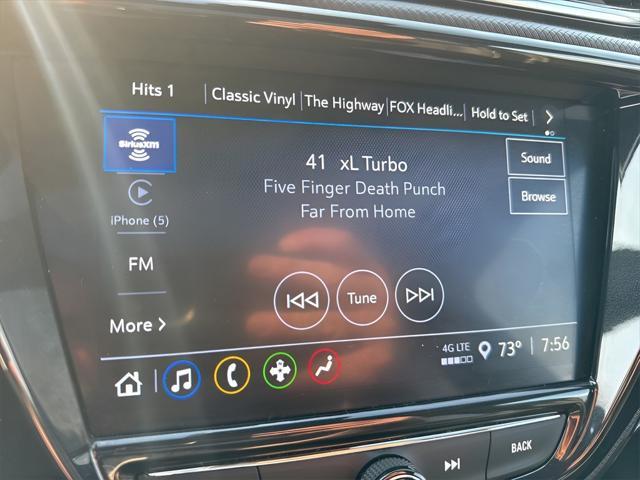 Hits 1
Classic Vinyl
The Highway
FOX Headli...
Hold to Set
SiriusXM
41 xL Turbo
Five Finger Death Punch
Far From Home
Sound
Browse
iPhone (5)
FM
More
Tune
4G LTE
73°
7:56
BACK